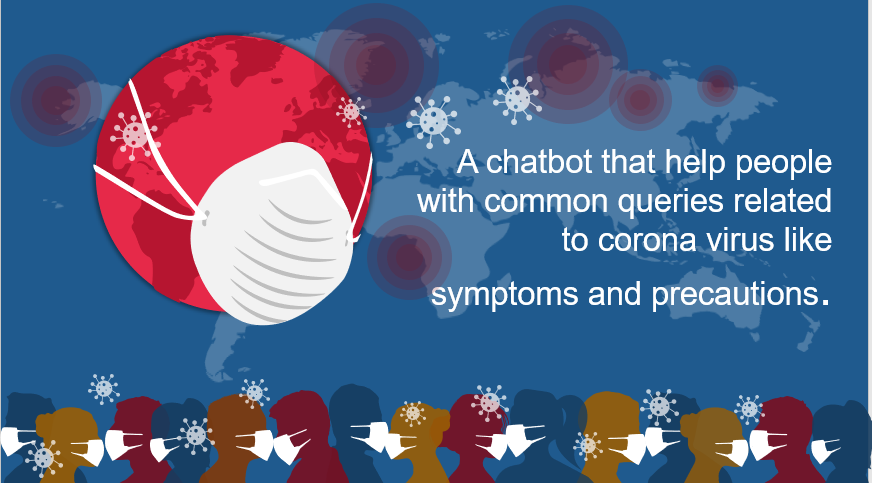 A chatbot that help people
with common queries related
to corona virus like
symptoms and precautions.